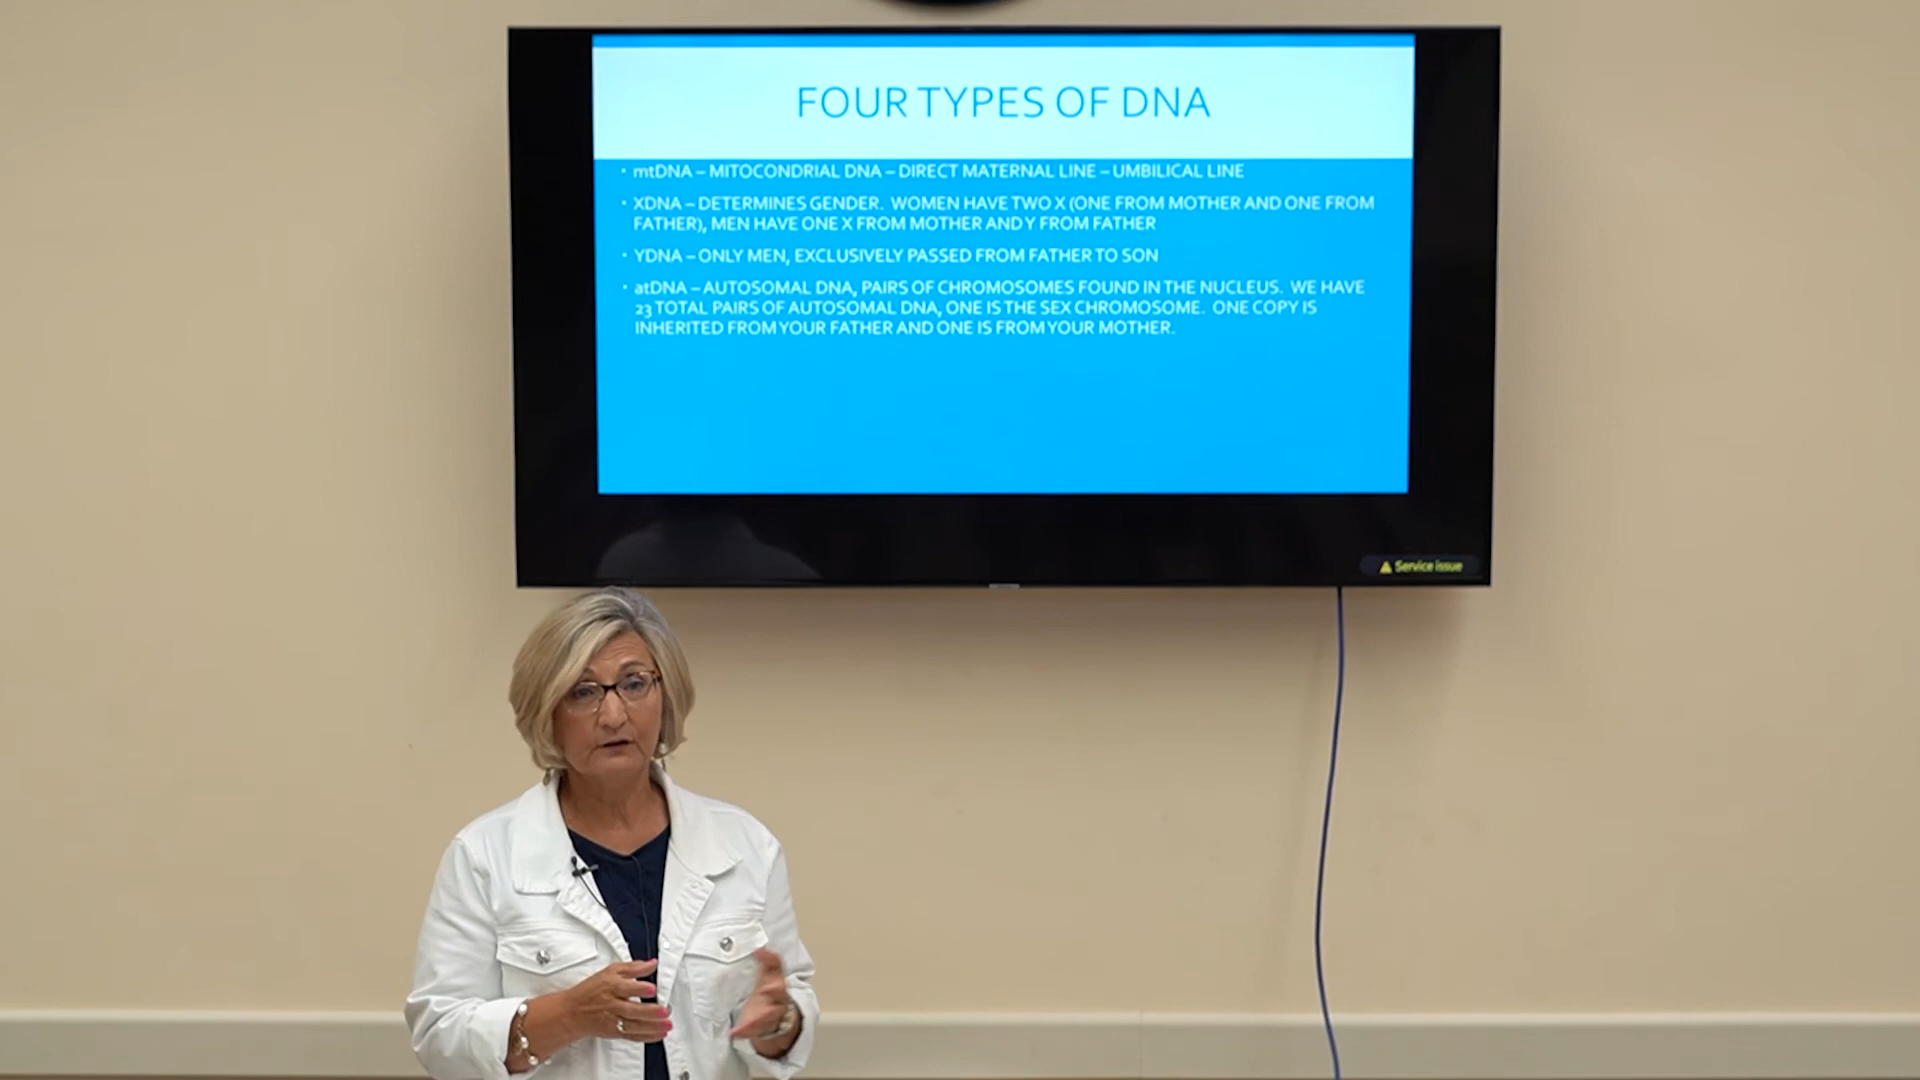 FOUR TYPES OF DNA
• mtDNA – MITOCONDRIAL DNA – DIRECT MATERNAL LINE – UMBILICAL LINE
• XDNA – DETERMINES GENDER. WOMEN HAVE TWO X (ONE FROM MOTHER AND ONE FROM
FATHER), MEN HAVE ONE X FROM MOTHER AND Y FROM FATHER
• YDNA – ONLY MEN, EXCLUSIVELY PASSED FROM FATHER TO SON
• atDNA – AUTOSOMAL DNA, PAIRS OF CHROMOSOMES FOUND IN THE NUCLEUS. WE HAVE
23 TOTAL PAIRS OF AUTOSOMAL DNA, ONE IS THE SEX CHROMOSOME. ONE COPY IS
INHERITED FROM YOUR FATHER AND ONE IS FROM YOUR MOTHER.
Service issue